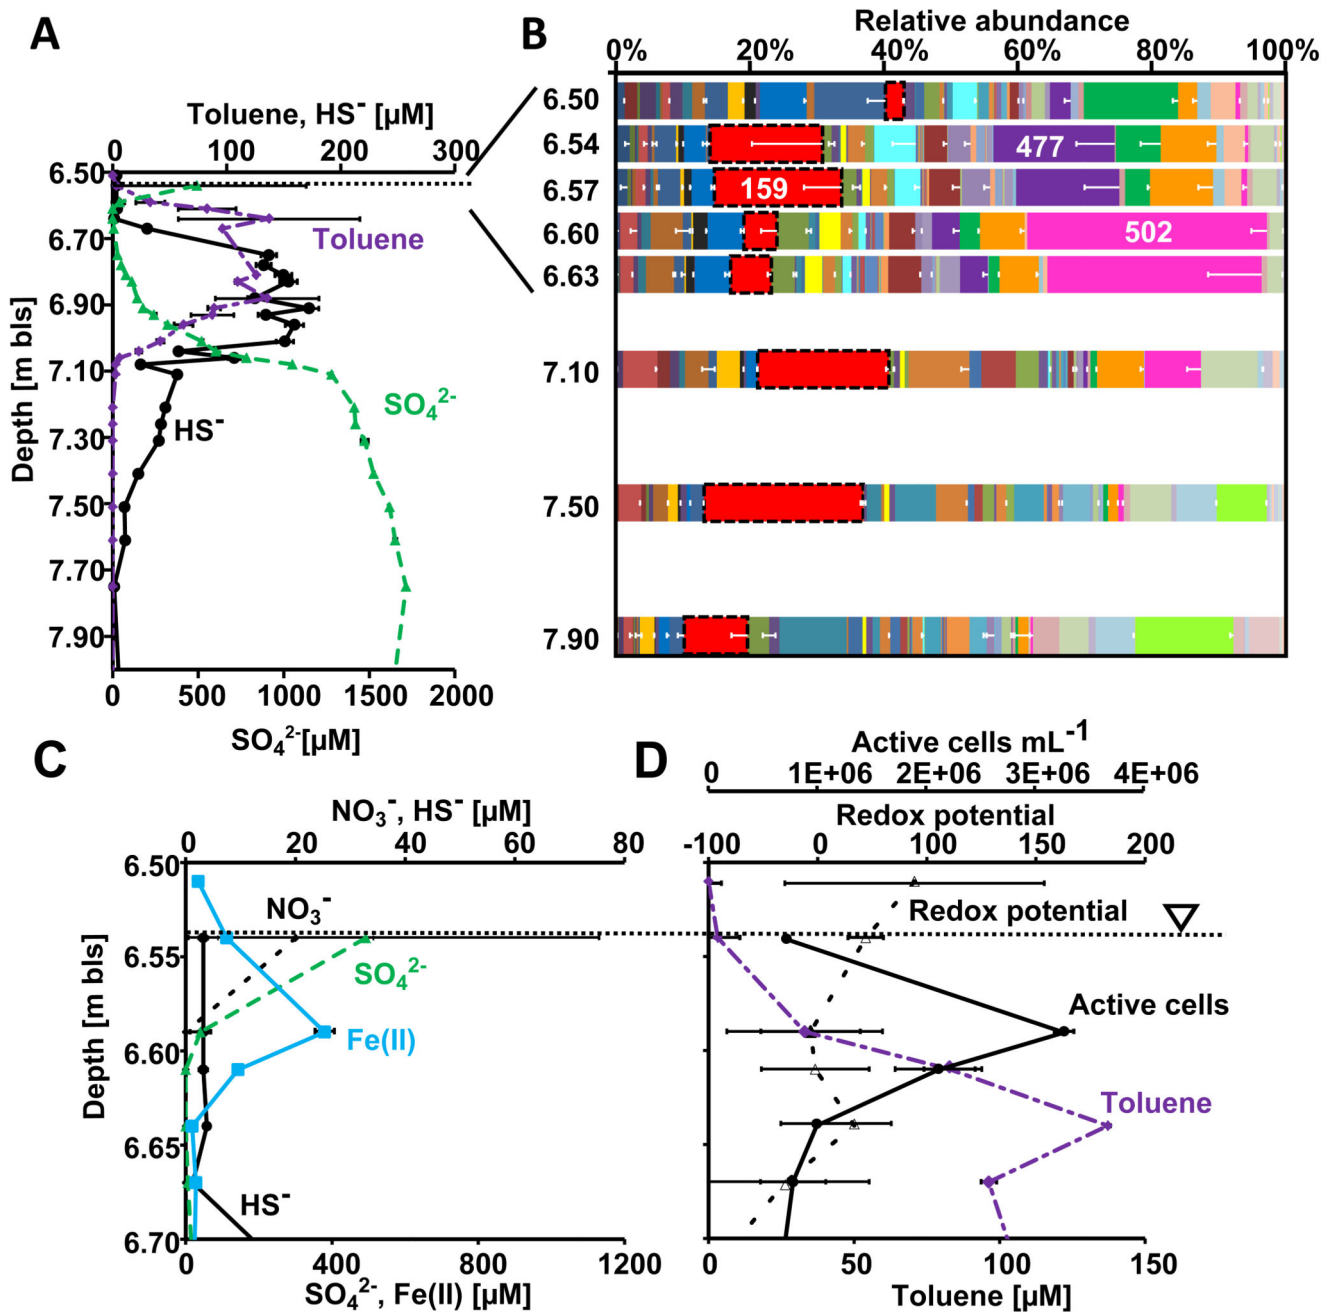 A
Toluene, HS⁻ [µM]
0 100 200 300
6.50
6.70
6.90
7.10
7.30
7.50
7.70
7.90
Depth [m bls]
Toluene
SO₄²⁻
HS⁻
0 500 1000 1500 2000
SO₄²⁻[µM]
B
Relative abundance
0% 20% 40% 60% 80% 100%
6.50
6.54
477
6.57
159
6.60
502
6.63
7.10
7.50
7.90
C
NO₃⁻, HS⁻ [µM]
0 20 40 60 80
6.50
6.55
6.60
6.65
6.70
Depth [m bls]
NO₃⁻
SO₄²⁻
Fe(II)
HS⁻
0 400 800 1200
SO₄²⁻, Fe(II) [µM]
D
Active cells mL⁻¹
0 1E+06 2E+06 3E+06 4E+06
Redox potential
-100 0 100 150 200
Redox potential
Active cells
Toluene
0 50 100 150
Toluene [µM]